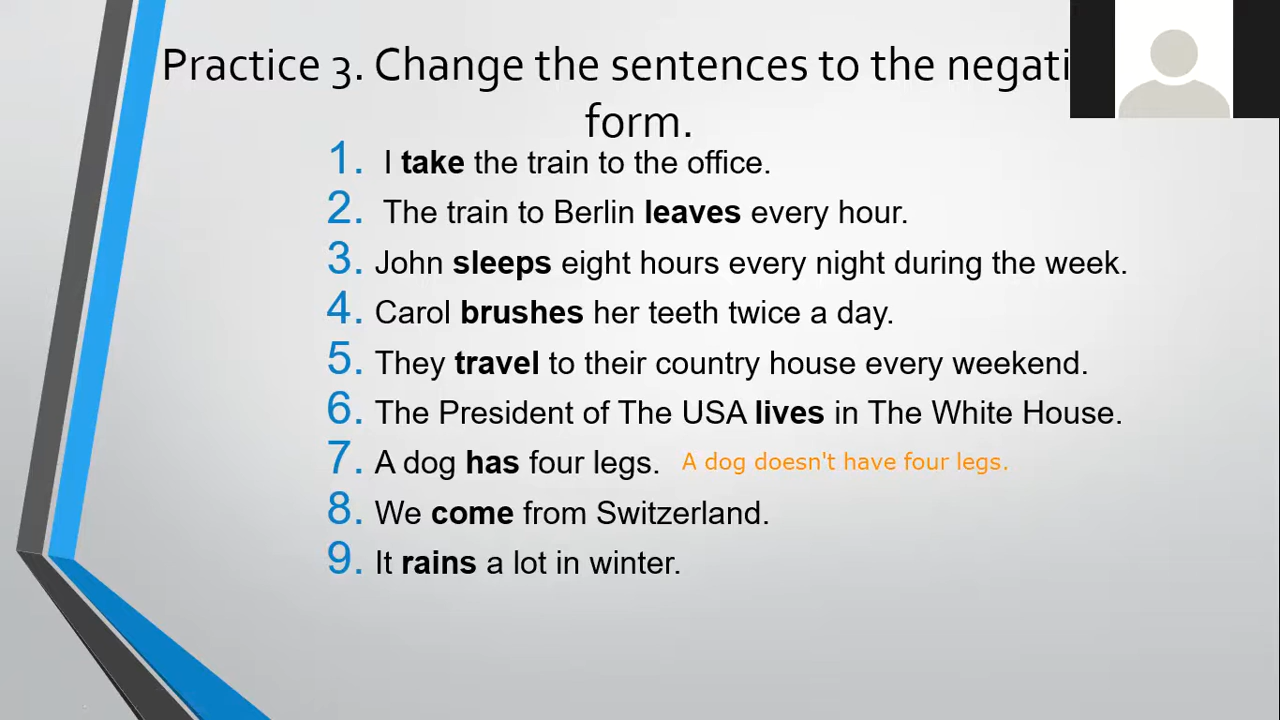 Practice 3. Change the sentences to the negati
form.
1. I take the train to the office.
2. The train to Berlin leaves every hour.
3. John sleeps eight hours every night during the week.
4. Carol brushes her teeth twice a day.
5. They travel to their country house every weekend.
6. The President of The USA lives in The White House.
7. A dog has four legs. A dog doesn't have four legs.
8. We come from Switzerland.
9. It rains a lot in winter.